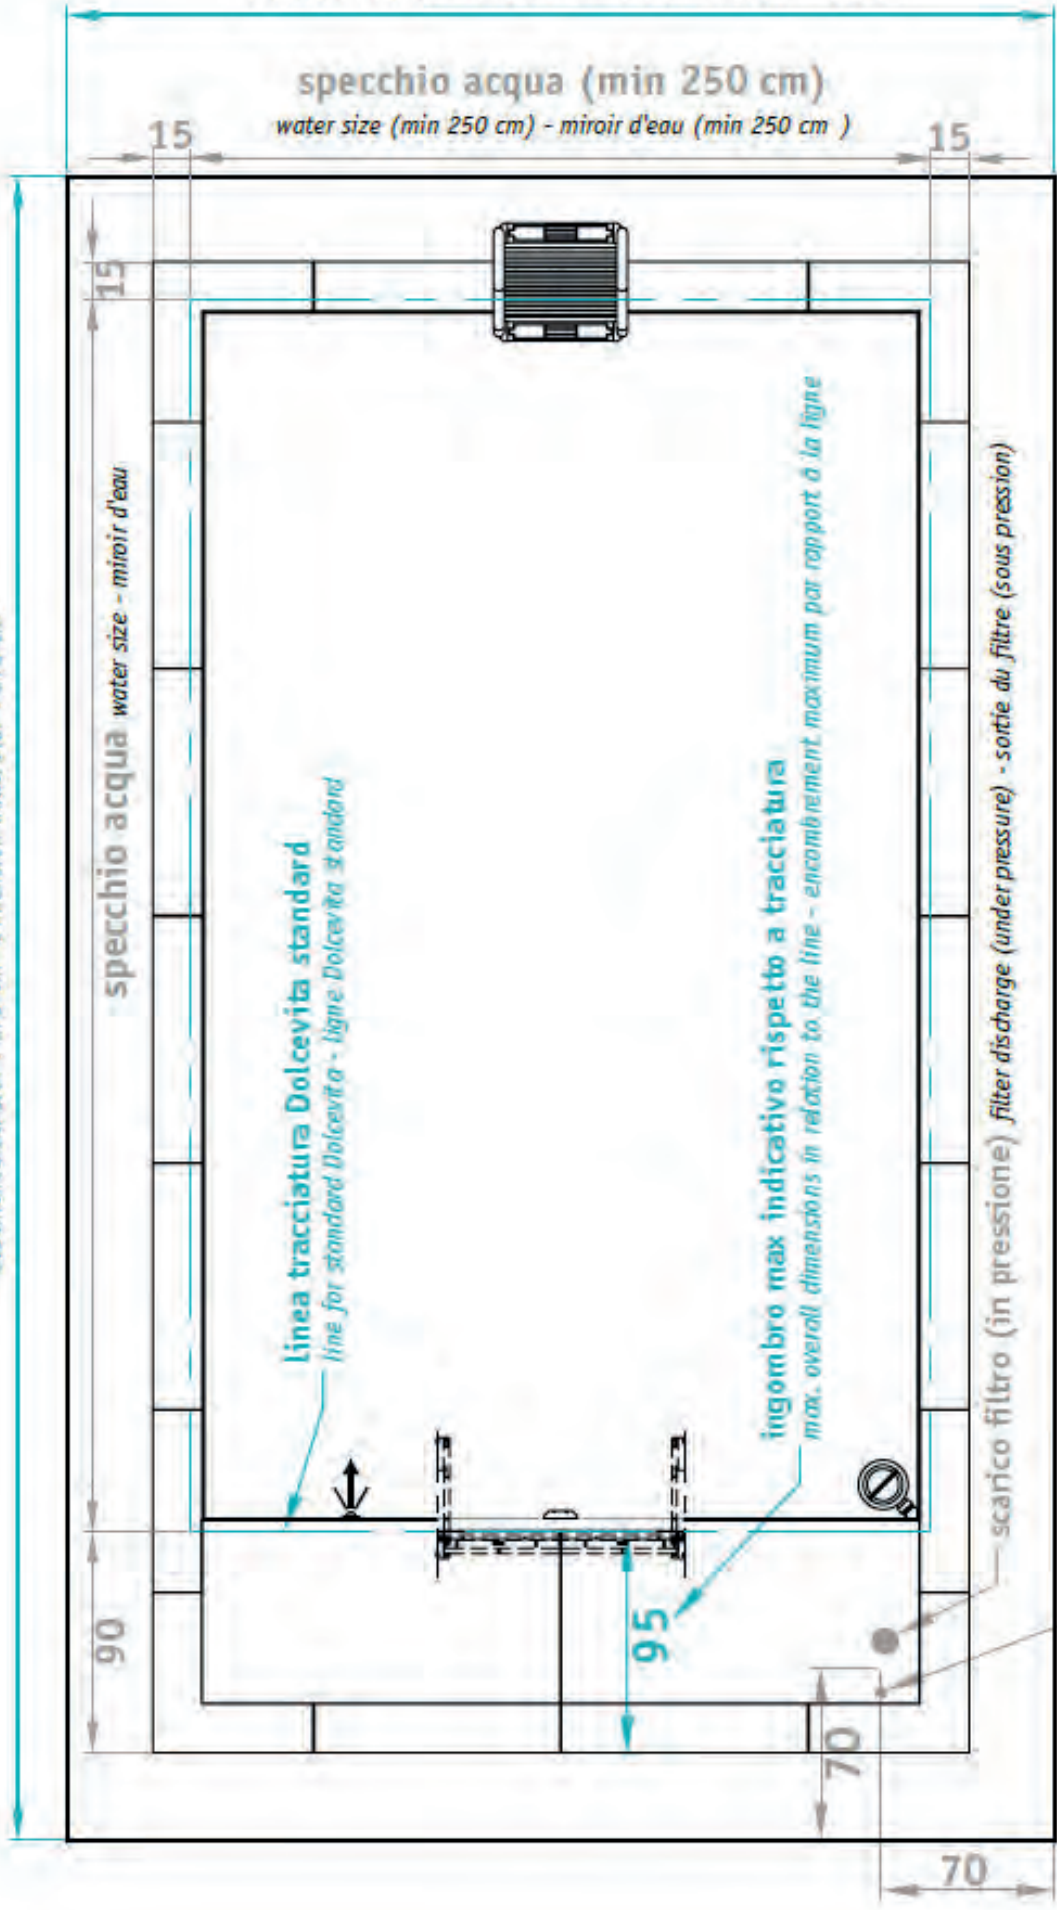 specchio acqua (min 250 cm)
water size (min 250 cm) - miroir d'eau (min 250 cm )
15
15
15
specchio acqua water size - miroir d'eau
Linea tracciatura Dolcevita standard
line for standard Dolcevita - ligne Dolcevita standard
ingombro max indicativo rispetto a tracciatura
max. overall dimensions in relation to the line - encombrement maximum par rapport à la ligne
scarico filtro (in pressione) filter discharge (under pressure) - sortie du filtre (sous pression)
90
95
70
70